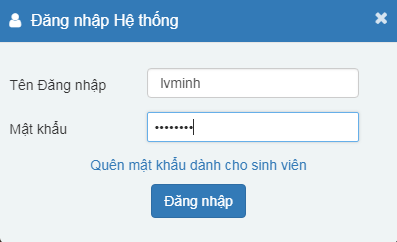 Đăng nhập Hệ thống ×
Tên Đăng nhập lvminh
Mật khẩu ••••••••
Quên mật khẩu dành cho sinh viên
Đăng nhập